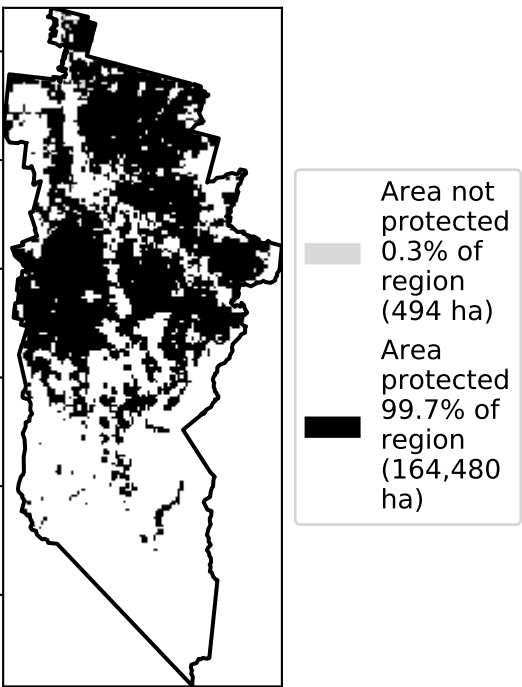 Area not
protected
0.3% of
region
(494 ha)
Area
protected
99.7% of
region
(164,480
ha)